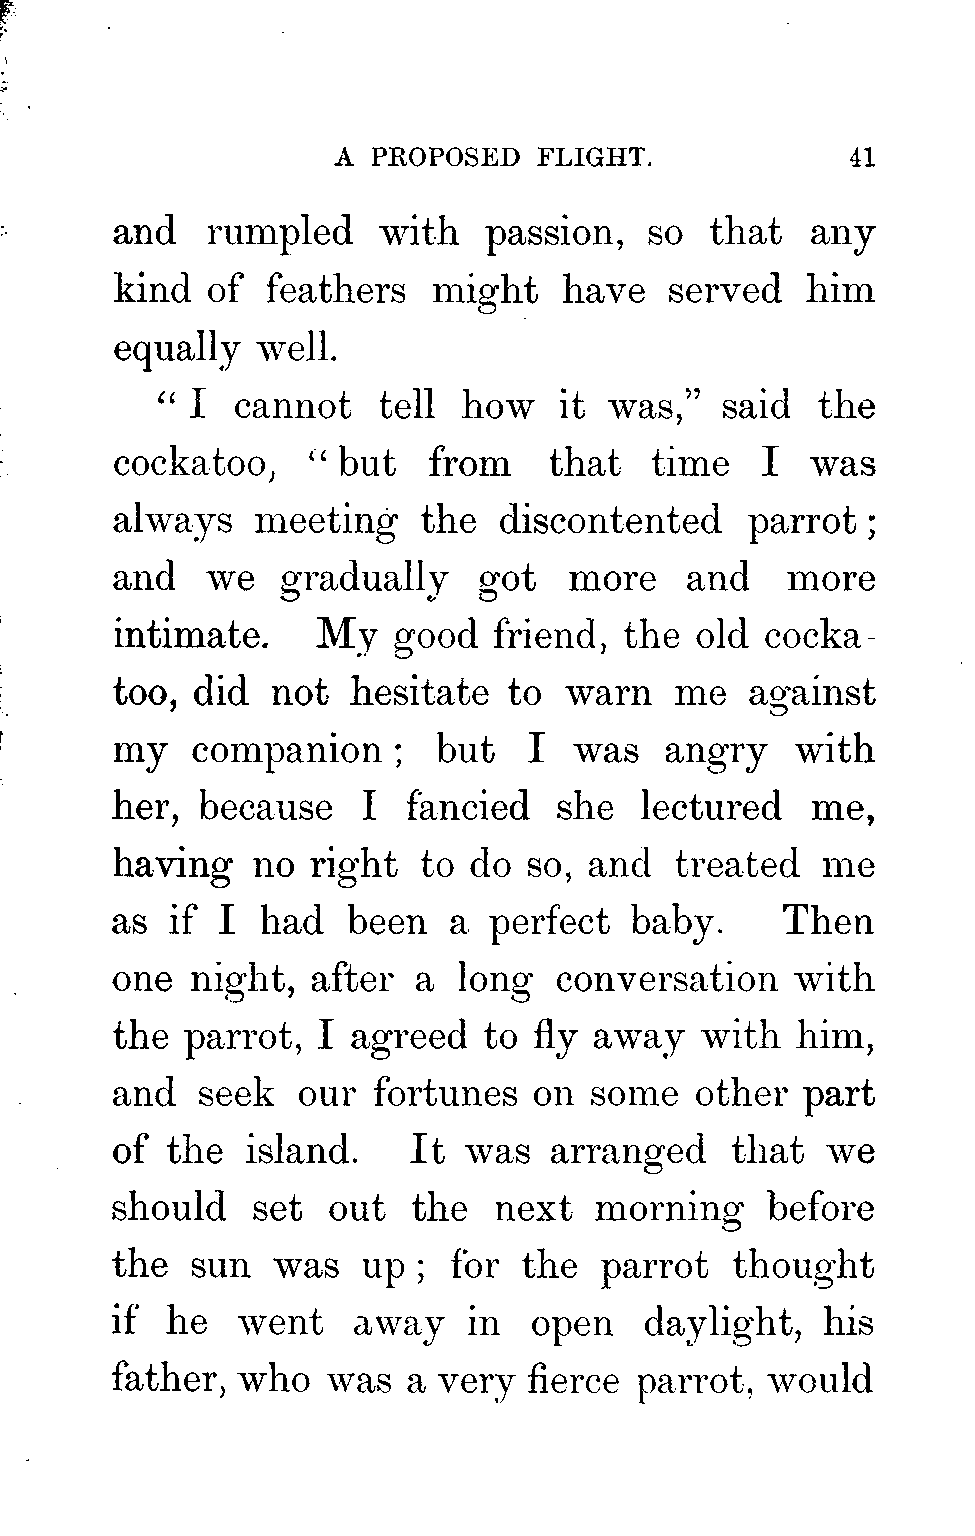 A PROPOSED FLIGHT. 41
and rumpled with passion, so that any
kind of feathers might have served him
equally well.
“ I cannot tell how it was,” said the
cockatoo, “ but from that time I was
always meeting the discontented parrot ;
and we gradually got more and more
intimate. My good friend, the old cocka-
too, did not hesitate to warn me against
my companion ; but I was angry with
her, because I fancied she lectured me,
having no right to do so, and treated me
as if I had been a perfect baby. Then
one night, after a long conversation with
the parrot, I agreed to fly away with him,
and seek our fortunes on some other part
of the island. It was arranged that we
should set out the next morning before
the sun was up ; for the parrot thought
if he went away in open daylight, his
father, who was a very fierce parrot, would